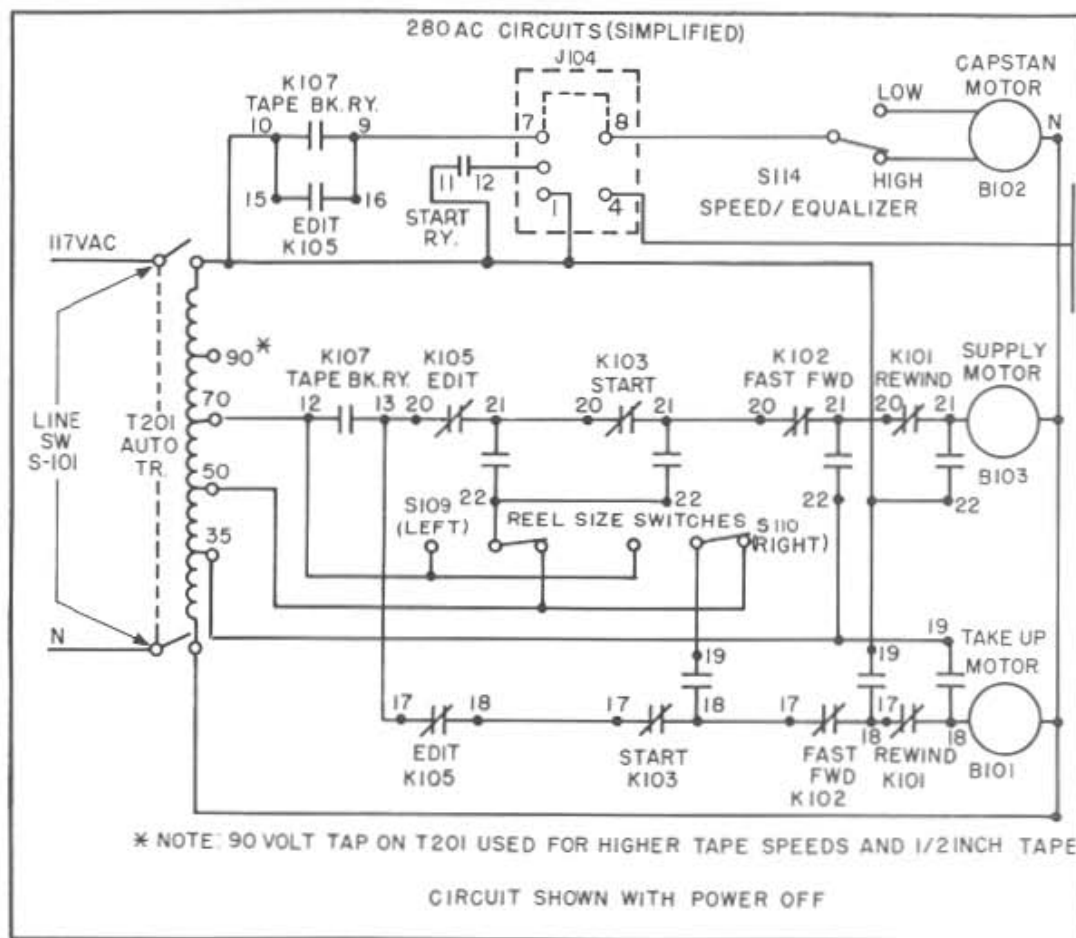 280 AC CIRCUITS (SIMPLIFIED)
J104
K107
TAPE BK. RY.
10
9
7
8
LOW
CAPSTAN
MOTOR
N
15
16
EDIT
K105
11
12
START
RY.
1
4
S114
HIGH
SPEED/ EQUALIZER
B102
117VAC
LINE
SW
S-101
T201
AUTO
TR.
90 *
70
50
35
N
K107
TAPE BK.RY.
12
13
K105
EDIT
20
21
22
K103
START
20
21
22
K102
FAST FWD
20
21
22
K101
REWIND
20
21
22
SUPPLY
MOTOR
B103
S109
(LEFT)
REEL SIZE SWITCHES
S110
(RIGHT)
17
18
EDIT
K105
17
18
19
START
K103
17
18
19
FAST
FWD
K102
17
18
19
REWIND
K101
TAKE UP
MOTOR
B101
* NOTE: 90 VOLT TAP ON T201 USED FOR HIGHER TAPE SPEEDS AND 1/2 INCH TAPE
CIRCUIT SHOWN WITH POWER OFF